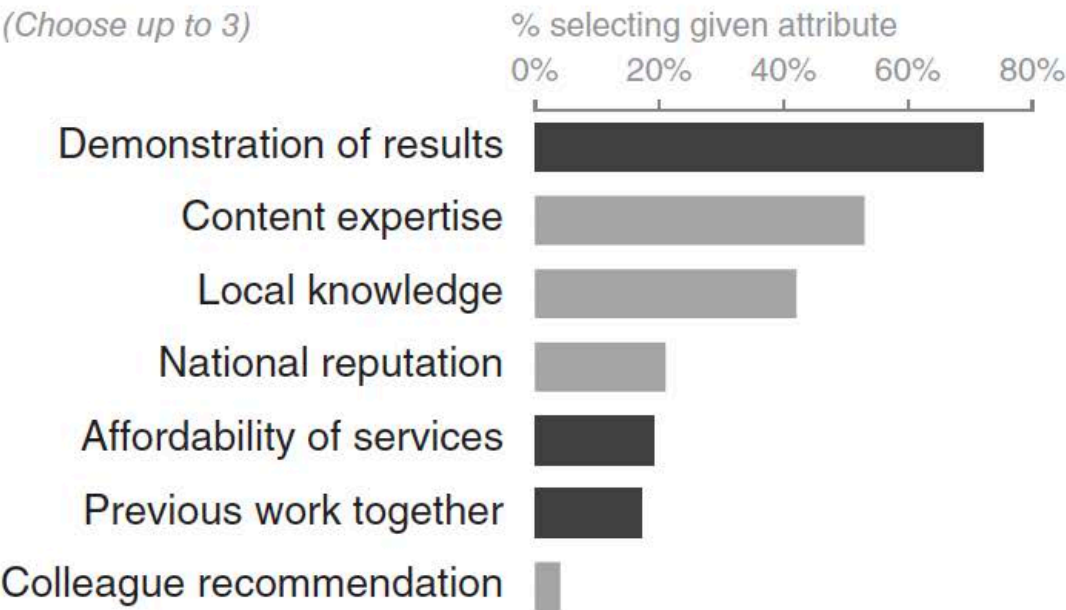 (Choose up to 3)
% selecting given attribute
0% 20% 40% 60% 80%
Demonstration of results
Content expertise
Local knowledge
National reputation
Affordability of services
Previous work together
Colleague recommendation